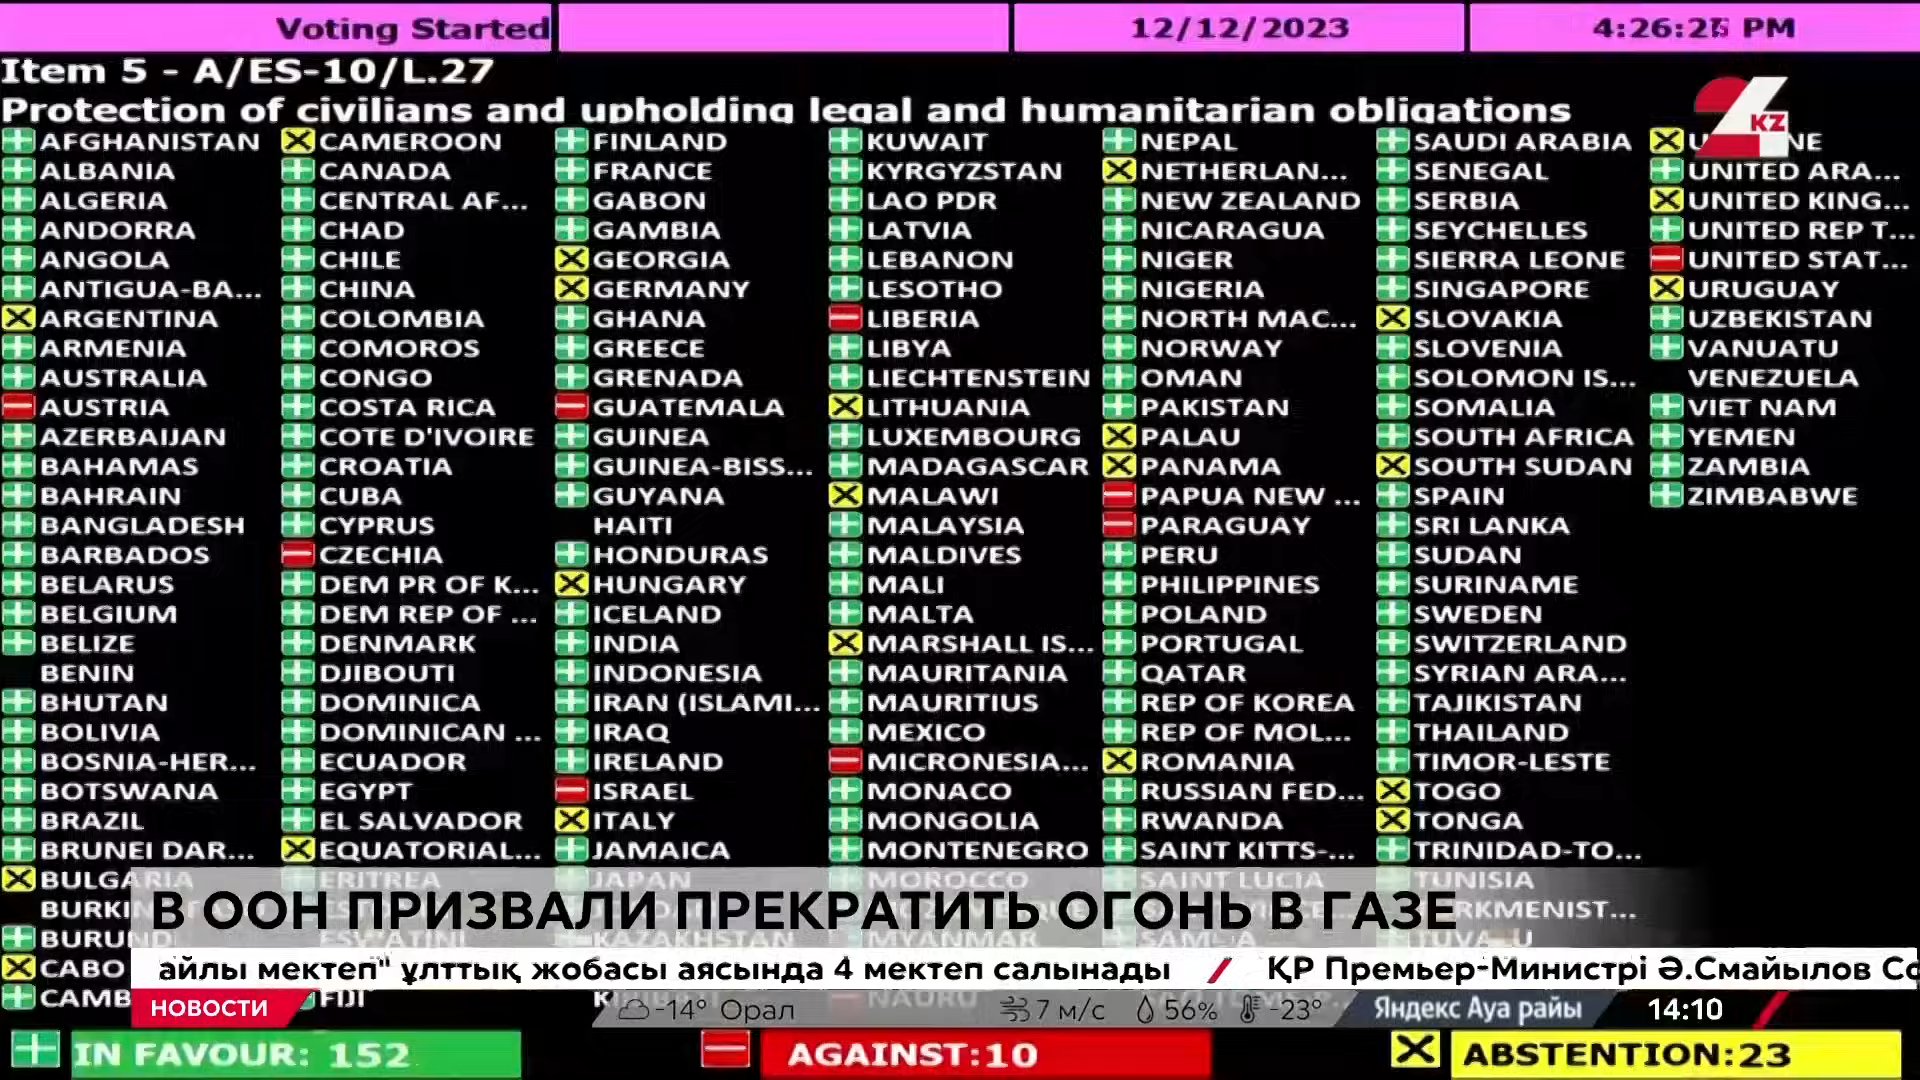 Voting Started 12/12/2023 4:26:25 PM
Item 5 - A/ES-10/L.27
Protection of civilians and upholding legal and humanitarian obligations
24 KZ
AFGHANISTAN
ALBANIA
ALGERIA
ANDORRA
ANGOLA
ANTIGUA-BA...
ARGENTINA
ARMENIA
AUSTRALIA
AUSTRIA
AZERBAIJAN
BAHAMAS
BAHRAIN
BANGLADESH
BARBADOS
BELARUS
BELGIUM
BELIZE
BENIN
BHUTAN
BOLIVIA
BOSNIA-HER...
BOTSWANA
BRAZIL
BRUNEI DAR...
BULGARIA
BURKIN
BURUNDI
CABO
CAMB
CAMEROON
CANADA
CENTRAL AF...
CHAD
CHILE
CHINA
COLOMBIA
COMOROS
CONGO
COSTA RICA
COTE D'IVOIRE
CROATIA
CUBA
CYPRUS
CZECHIA
DEM PR OF K...
DEM REP OF ...
DENMARK
DJIBOUTI
DOMINICA
DOMINICAN ...
ECUADOR
EGYPT
EL SALVADOR
EQUATORIAL...
ERITREA
ESWATINI
FIJI
FINLAND
FRANCE
GABON
GAMBIA
GEORGIA
GERMANY
GHANA
GREECE
GRENADA
GUATEMALA
GUINEA
GUINEA-BISS...
GUYANA
HAITI
HONDURAS
HUNGARY
ICELAND
INDIA
INDONESIA
IRAN (ISLAMI...
IRAQ
IRELAND
ISRAEL
ITALY
JAMAICA
JAPAN
KAZAKHSTAN
KUWAIT
KYRGYZSTAN
LAO PDR
LATVIA
LEBANON
LESOTHO
LIBERIA
LIBYA
LIECHTENSTEIN
LITHUANIA
LUXEMBOURG
MADAGASCAR
MALAWI
MALAYSIA
MALDIVES
MALI
MALTA
MARSHALL IS...
MAURITANIA
MAURITIUS
MEXICO
MICRONESIA...
MONACO
MONGOLIA
MONTENEGRO
MOROCCO
MYANMAR
NAURU
NEPAL
NETHERLAN...
NEW ZEALAND
NICARAGUA
NIGER
NIGERIA
NORTH MAC...
NORWAY
OMAN
PAKISTAN
PALAU
PANAMA
PAPUA NEW ...
PARAGUAY
PERU
PHILIPPINES
POLAND
PORTUGAL
QATAR
REP OF KOREA
REP OF MOL...
ROMANIA
RUSSIAN FED...
RWANDA
SAINT KITTS-...
SAINT LUCIA
SAMOA
SAUDI ARABIA
SENEGAL
SERBIA
SEYCHELLES
SIERRA LEONE
SINGAPORE
SLOVAKIA
SLOVENIA
SOLOMON IS...
SOMALIA
SOUTH AFRICA
SOUTH SUDAN
SPAIN
SRI LANKA
SUDAN
SURINAME
SWEDEN
SWITZERLAND
SYRIAN ARA...
TAJIKISTAN
THAILAND
TIMOR-LESTE
TOGO
TONGA
TRINIDAD-TO...
TUNISIA
RKMENIST...
TUVALU
UNITED ARA...
UNITED KING...
UNITED REP T...
UNITED STAT...
URUGUAY
UZBEKISTAN
VANUATU
VENEZUELA
VIET NAM
YEMEN
ZAMBIA
ZIMBABWE
В ООН ПРИЗВАЛИ ПРЕКРАТИТЬ ОГОНЬ В ГАЗЕ
айлы мектеп" ұлттық жобасы аясында 4 мектеп салынады / ҚР Премьер-Министрі Ә.Смайылов Со
НОВОСТИ -14° Орал 7 м/с 56% -23° Яндекс Ауа райы 14:10
IN FAVOUR: 152 AGAINST:10 ABSTENTION:23